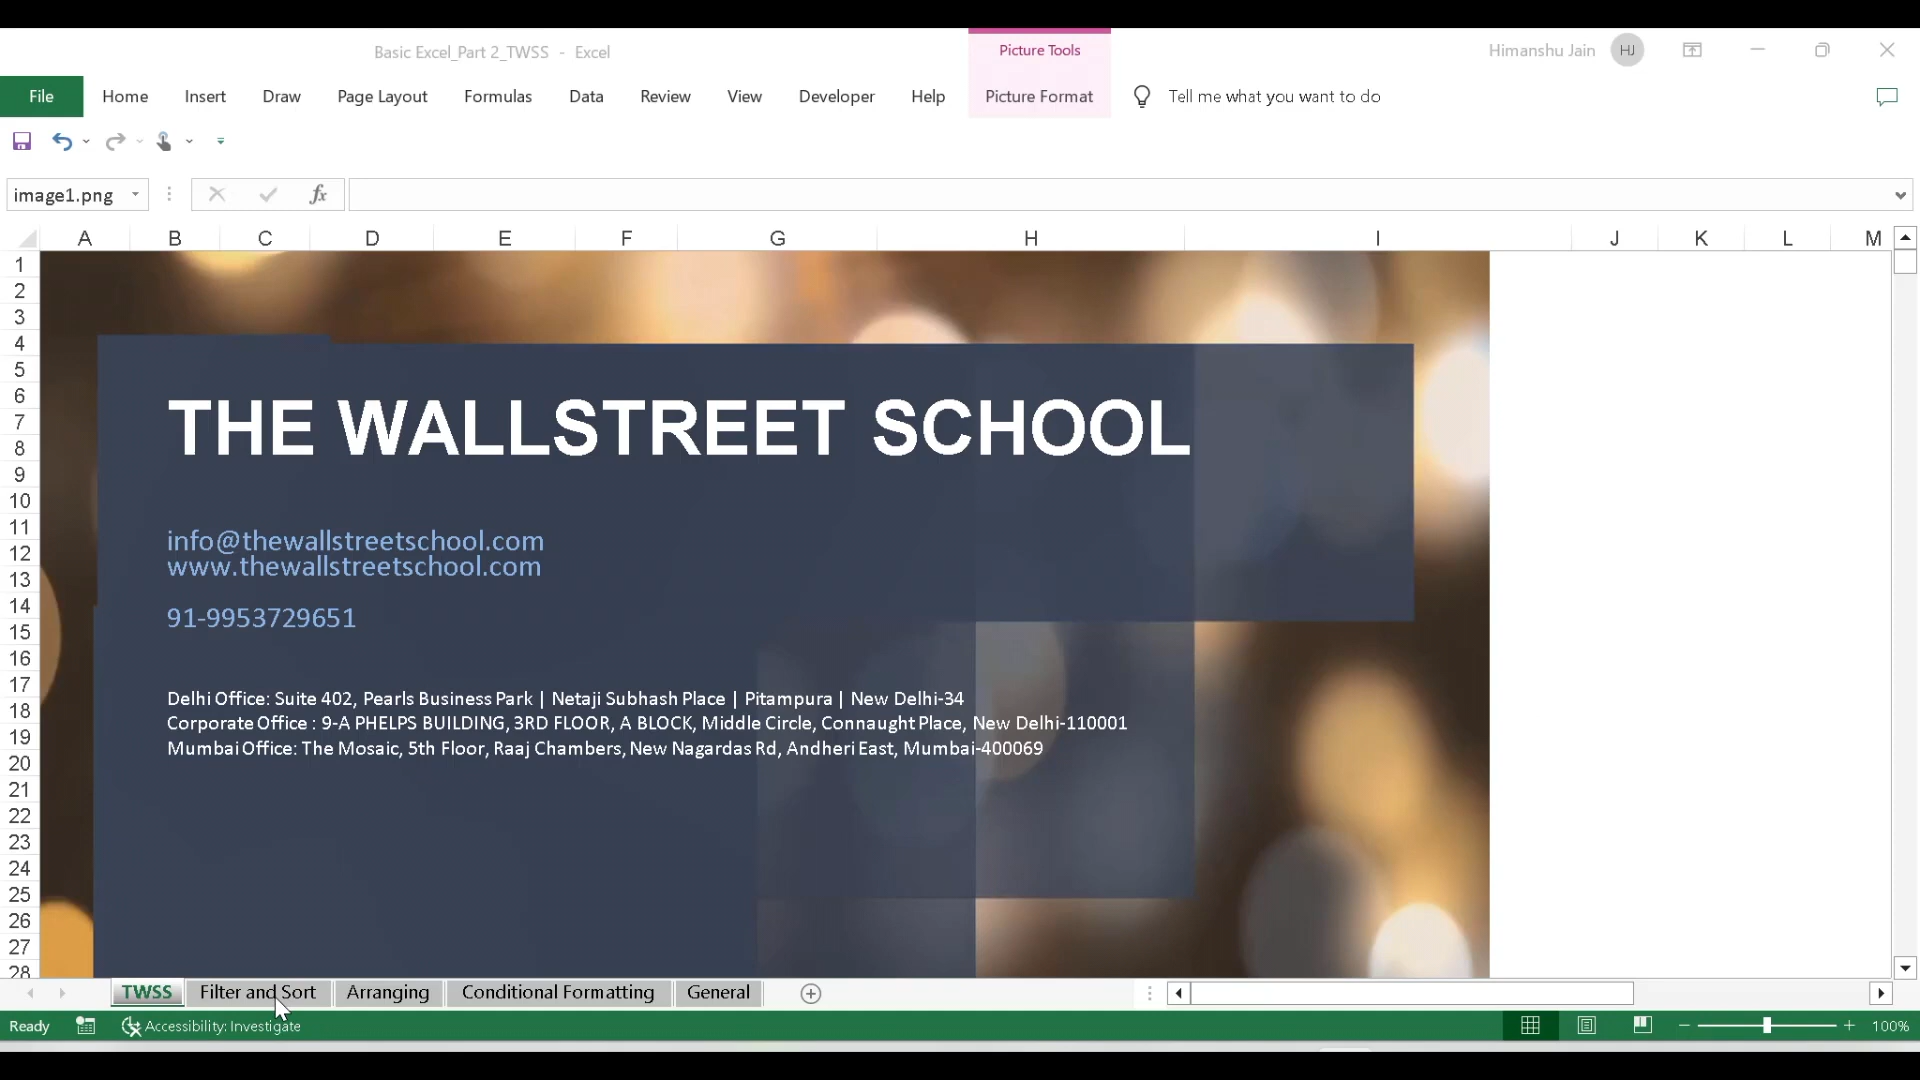 Basic Excel_Part 2_TWSS - Excel
Picture Tools
Himanshu Jain HJ
File Home Insert Draw Page Layout Formulas Data Review View Developer Help Picture Format Tell me what you want to do
image1.png fx
A B C D E F G H I J K L M
1
2
3
4
5
6
THE WALLSTREET SCHOOL
7
8
9
10
11
info@thewallstreetschool.com
12
www.thewallstreetschool.com
13
14
91-9953729651
15
16
17
Delhi Office: Suite 402, Pearls Business Park | Netaji Subhash Place | Pitampura | New Delhi-34
18
Corporate Office : 9-A PHELPS BUILDING, 3RD FLOOR, A BLOCK, Middle Circle, Connaught Place, New Delhi-110001
19
Mumbai Office: The Mosaic, 5th Floor, Raaj Chambers, New Nagardas Rd, Andheri East, Mumbai-400069
20
21
22
23
24
25
26
27
28
TWSS Filter and Sort Arranging Conditional Formatting General
Ready Accessibility: Investigate 100%